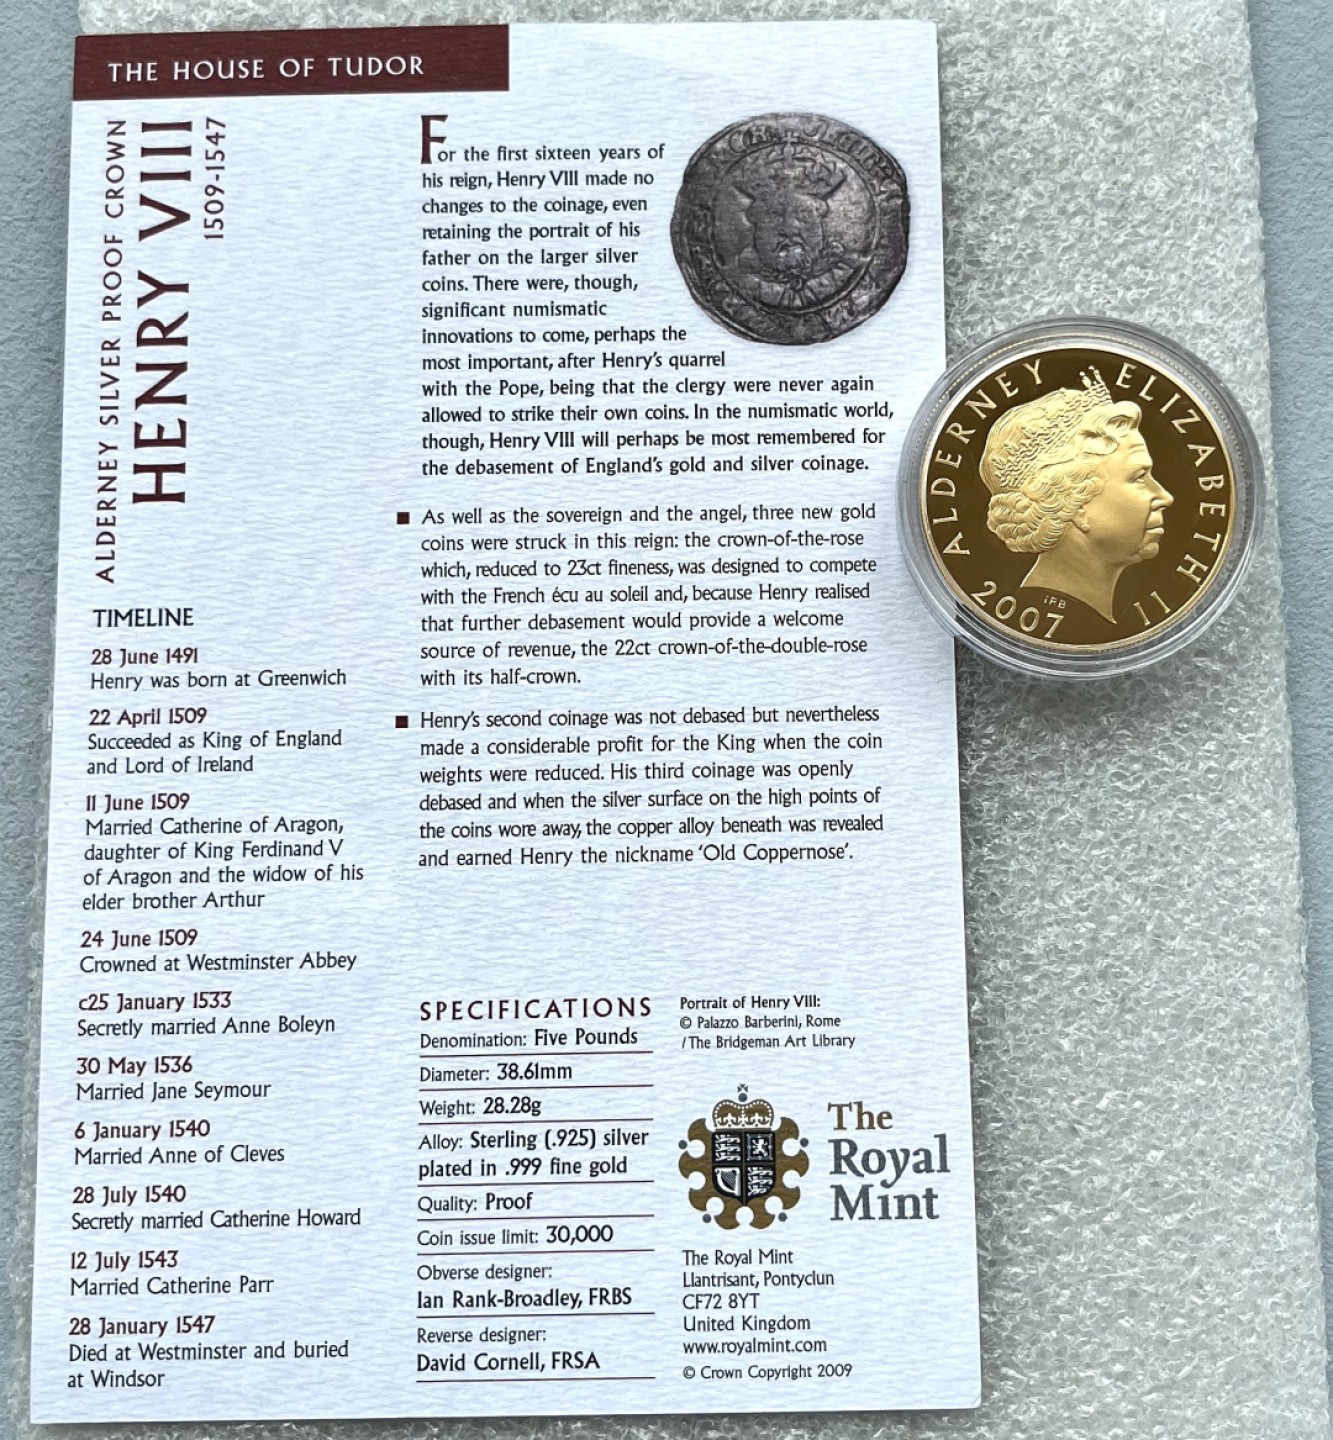 THE HOUSE OF TUDOR
ALDERNEY SILVER PROOF CROWN
HENRY VIII
1509-1547
For the first sixteen years of
his reign, Henry VIII made no
changes to the coinage, even
retaining the portrait of his
father on the larger silver
coins. There were, though,
significant numismatic
innovations to come, perhaps the
most important, after Henry's quarrel
with the Pope, being that the clergy were never again
allowed to strike their own coins. In the numismatic world,
though, Henry VIII will perhaps be most remembered for
the debasement of England's gold and silver coinage.
■ As well as the sovereign and the angel, three new gold
coins were struck in this reign: the crown-of-the-rose
which, reduced to 23ct fineness, was designed to compete
with the French écu au soleil and, because Henry realised
that further debasement would provide a welcome
source of revenue, the 22ct crown-of-the-double-rose
with its half-crown.
■ Henry's second coinage was not debased but nevertheless
made a considerable profit for the King when the coin
weights were reduced. His third coinage was openly
debased and when the silver surface on the high points of
the coins wore away, the copper alloy beneath was revealed
and earned Henry the nickname 'Old Coppernose'.
TIMELINE
28 June 1491
Henry was born at Greenwich
22 April 1509
Succeeded as King of England
and Lord of Ireland
11 June 1509
Married Catherine of Aragon,
daughter of King Ferdinand V
of Aragon and the widow of his
elder brother Arthur
24 June 1509
Crowned at Westminster Abbey
c25 January 1533
Secretly married Anne Boleyn
30 May 1536
Married Jane Seymour
6 January 1540
Married Anne of Cleves
28 July 1540
Secretly married Catherine Howard
12 July 1543
Married Catherine Parr
28 January 1547
Died at Westminster and buried
at Windsor
SPECIFICATIONS
Denomination: Five Pounds
Diameter: 38.61mm
Weight: 28.28g
Alloy: Sterling (.925) silver
plated in .999 fine gold
Quality: Proof
Coin issue limit: 30,000
Obverse designer:
Ian Rank-Broadley, FRBS
Reverse designer:
David Cornell, FRSA
Portrait of Henry VIII:
© Palazzo Barberini, Rome
/The Bridgeman Art Library
The
Royal
Mint
The Royal Mint
Llantrisant, Pontyclun
CF72 8YT
United Kingdom
www.royalmint.com
© Crown Copyright 2009
ALDERNEY ELIZABETH II
2007
IRB